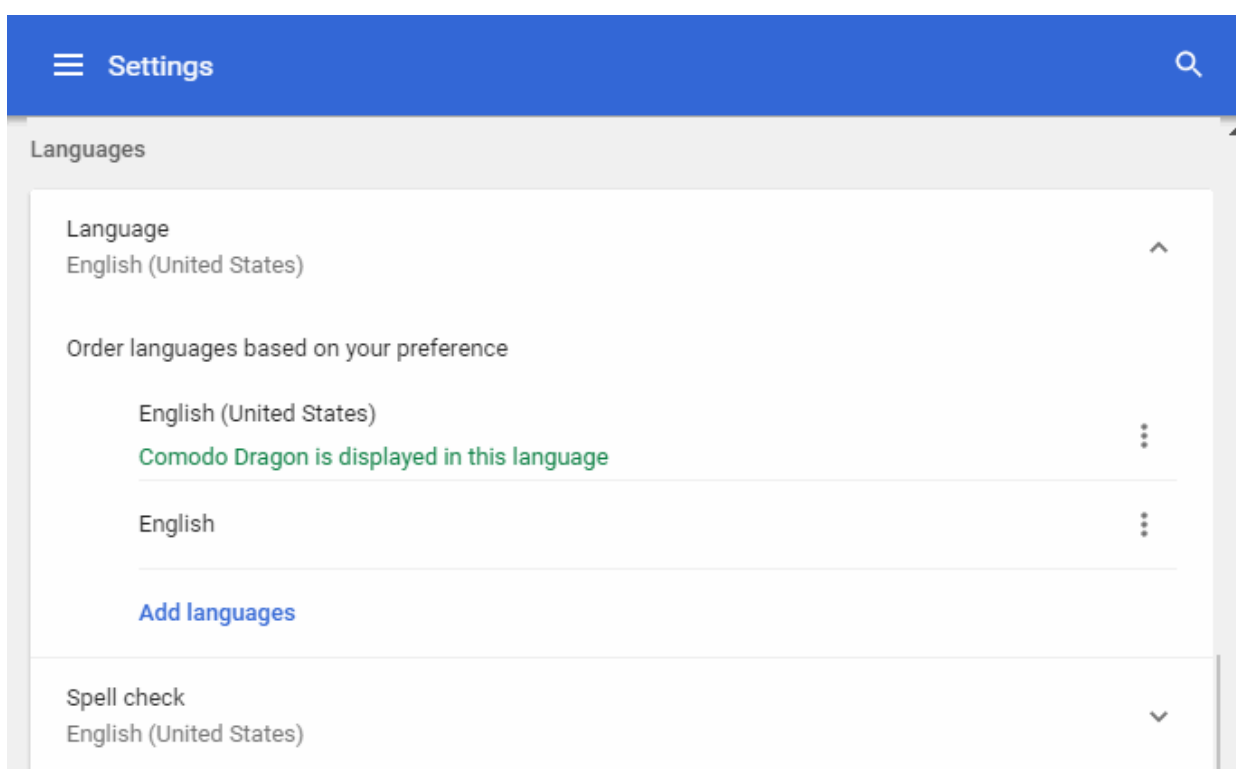 Settings
Languages
Language
English (United States)
Order languages based on your preference
English (United States)
Comodo Dragon is displayed in this language
English
Add languages
Spell check
English (United States)